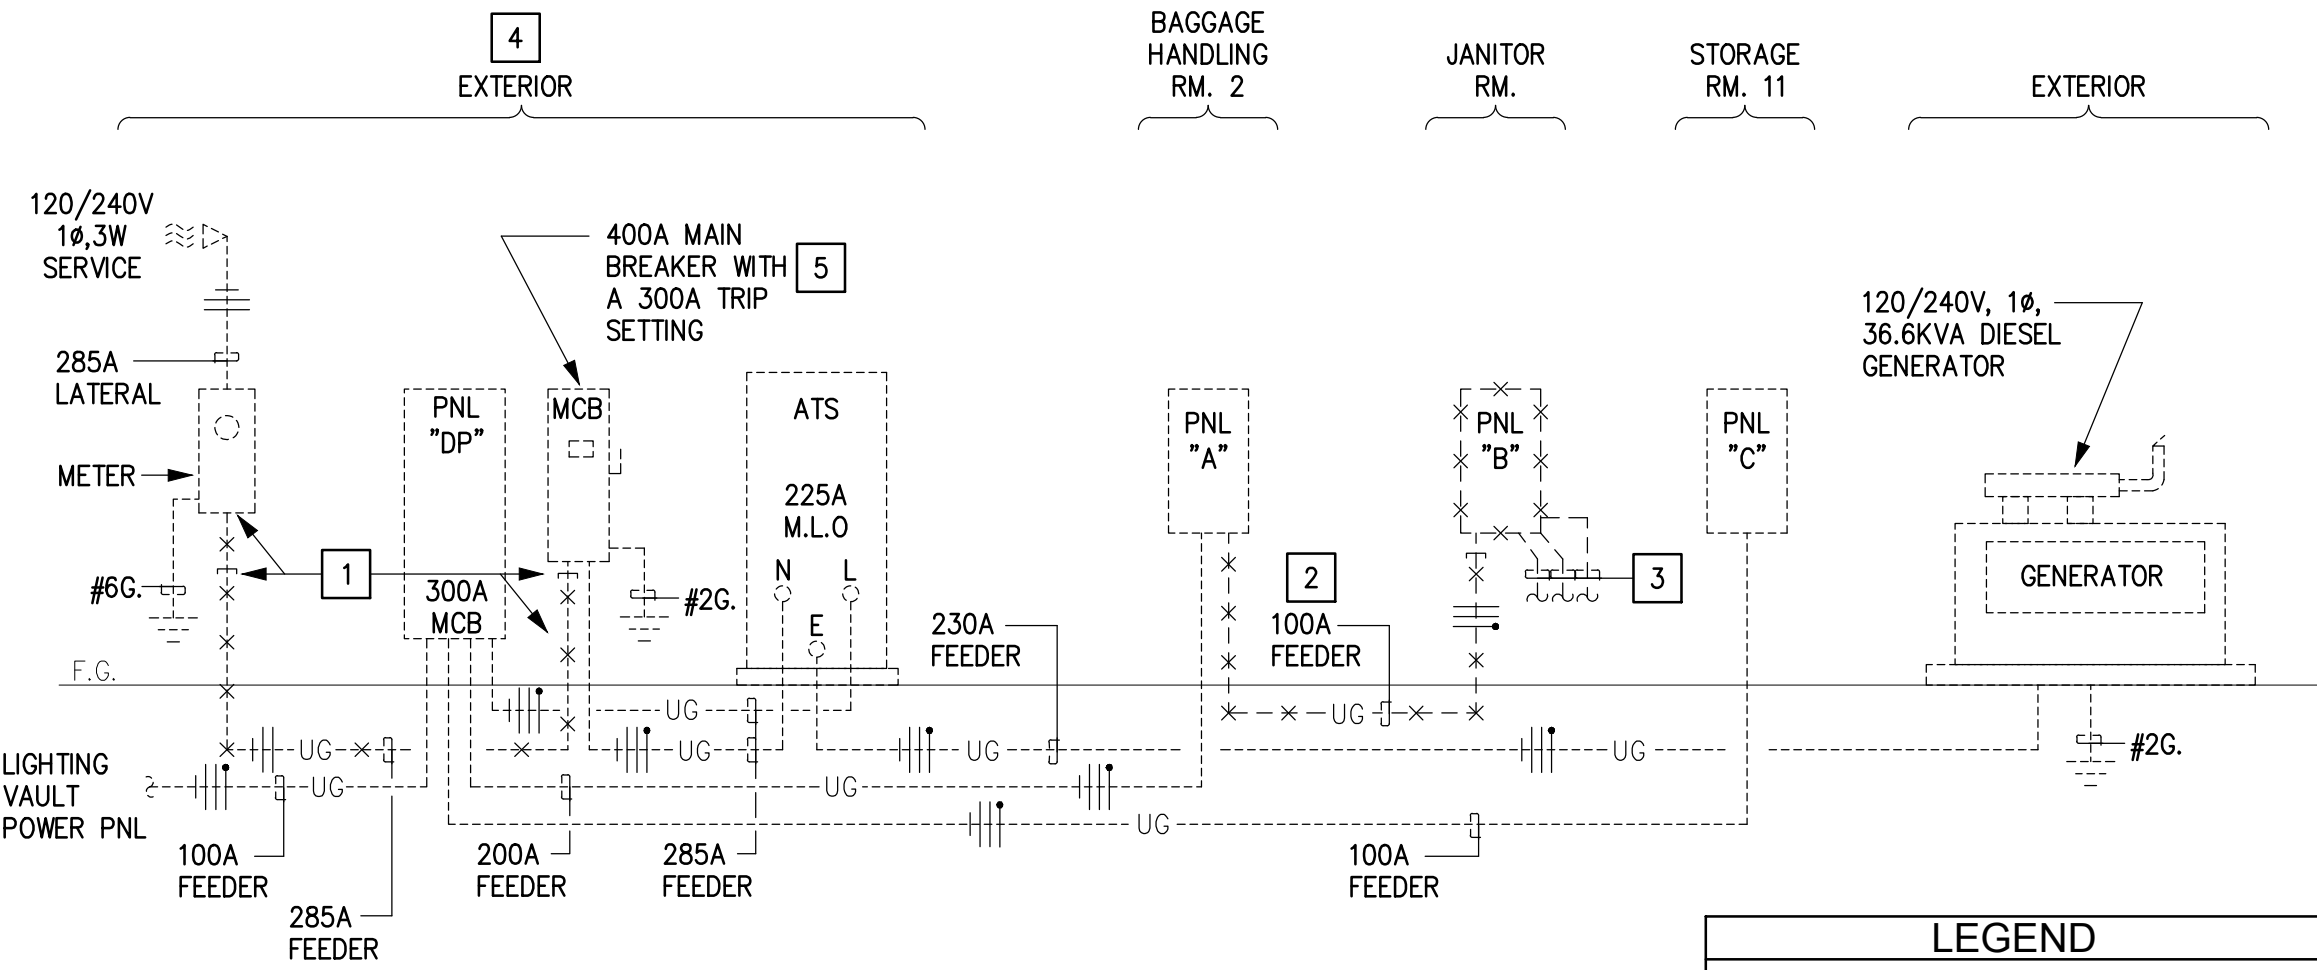 4
EXTERIOR
BAGGAGE
HANDLING
RM. 2
JANITOR
RM.
STORAGE
RM. 11
EXTERIOR
120/240V
1ø,3W
SERVICE
400A MAIN
BREAKER WITH
A 300A TRIP
SETTING
5
120/240V, 1ø,
36.6KVA DIESEL
GENERATOR
285A
LATERAL
METER
#6G.
1
PNL
"DP"
300A
MCB
MCB
#2G.
ATS
225A
M.L.O
N
L
E
PNL
"A"
PNL
"B"
PNL
"C"
GENERATOR
2
3
230A
FEEDER
100A
FEEDER
F.G.
UG
UG
UG
UG
UG
UG
UG
UG
UG
#2G.
LIGHTING
VAULT
POWER PNL
100A
FEEDER
285A
FEEDER
200A
FEEDER
285A
FEEDER
100A
FEEDER
LEGEND